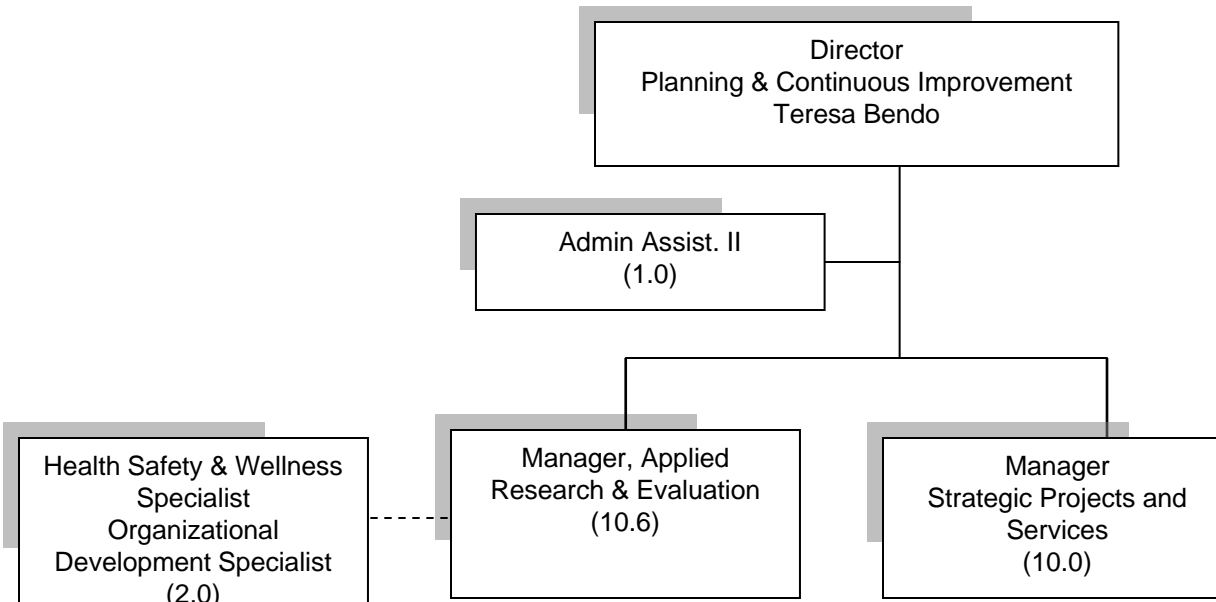 Director
Planning & Continuous Improvement
Teresa Bendo
Admin Assist. II
(1.0)
Health Safety & Wellness
Specialist
Organizational
Development Specialist
(2.0)
Manager, Applied
Research & Evaluation
(10.6)
Manager
Strategic Projects and
Services
(10.0)